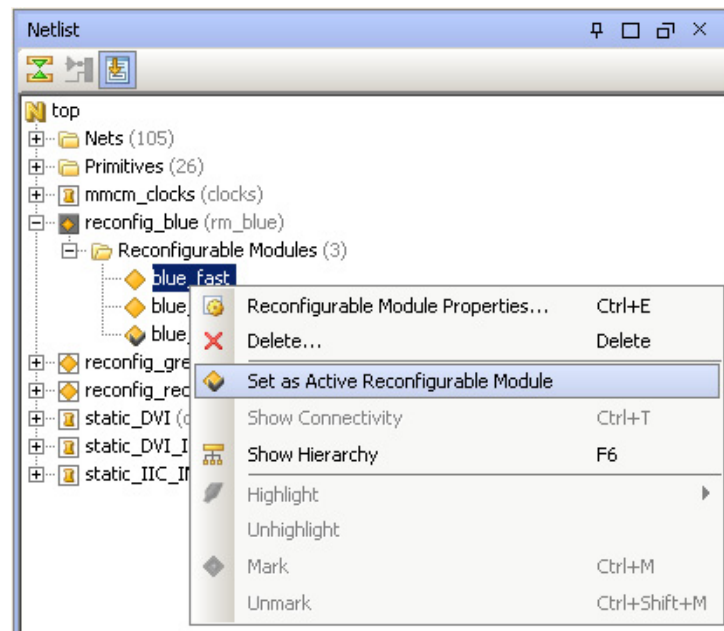 Netlist
top
Nets (105)
Primitives (26)
mmcm_clocks (clocks)
reconfig_blue (rm_blue)
Reconfigurable Modules (3)
blue_fast
blue_
blue_
reconfig_gre
reconfig_rec
static_DVI (
static_DVI_I
static_IIC_I
Reconfigurable Module Properties... Ctrl+E
Delete... Delete
Set as Active Reconfigurable Module
Show Connectivity Ctrl+T
Show Hierarchy F6
Highlight
Unhighlight
Mark Ctrl+M
Unmark Ctrl+Shift+M